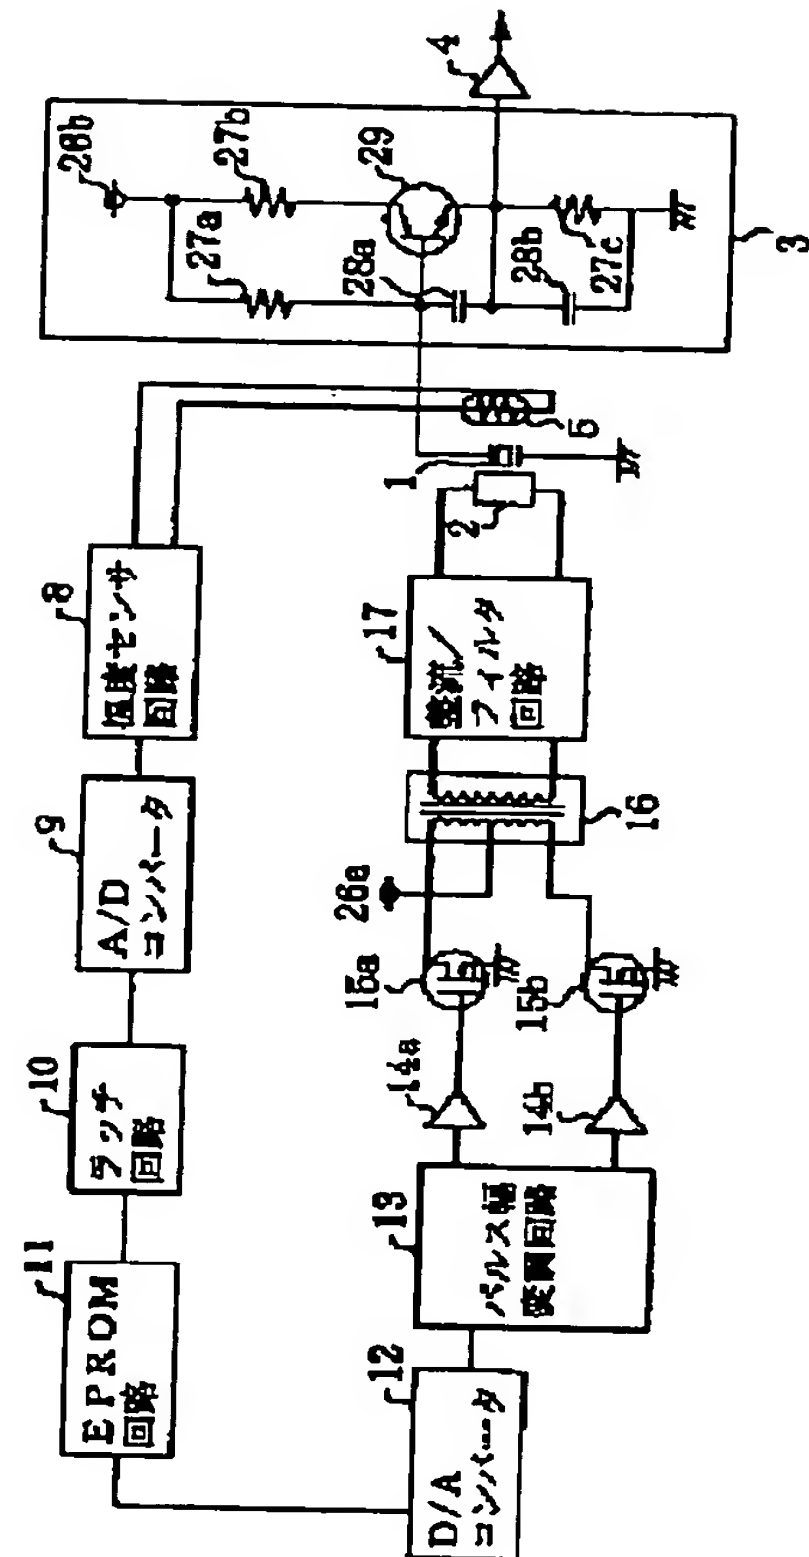 11
EPROM
回路
10
ラッチ
回路
9
A/D
コンバータ
8
温度センサ
回路
12
D/A
コンバータ
13
パルス幅
変調回路
14a
14b
15a
15b
26a
16
17
整流/
フィルタ
回路
1
2
5
27a
27b
28a
28b
27c
29
3
4